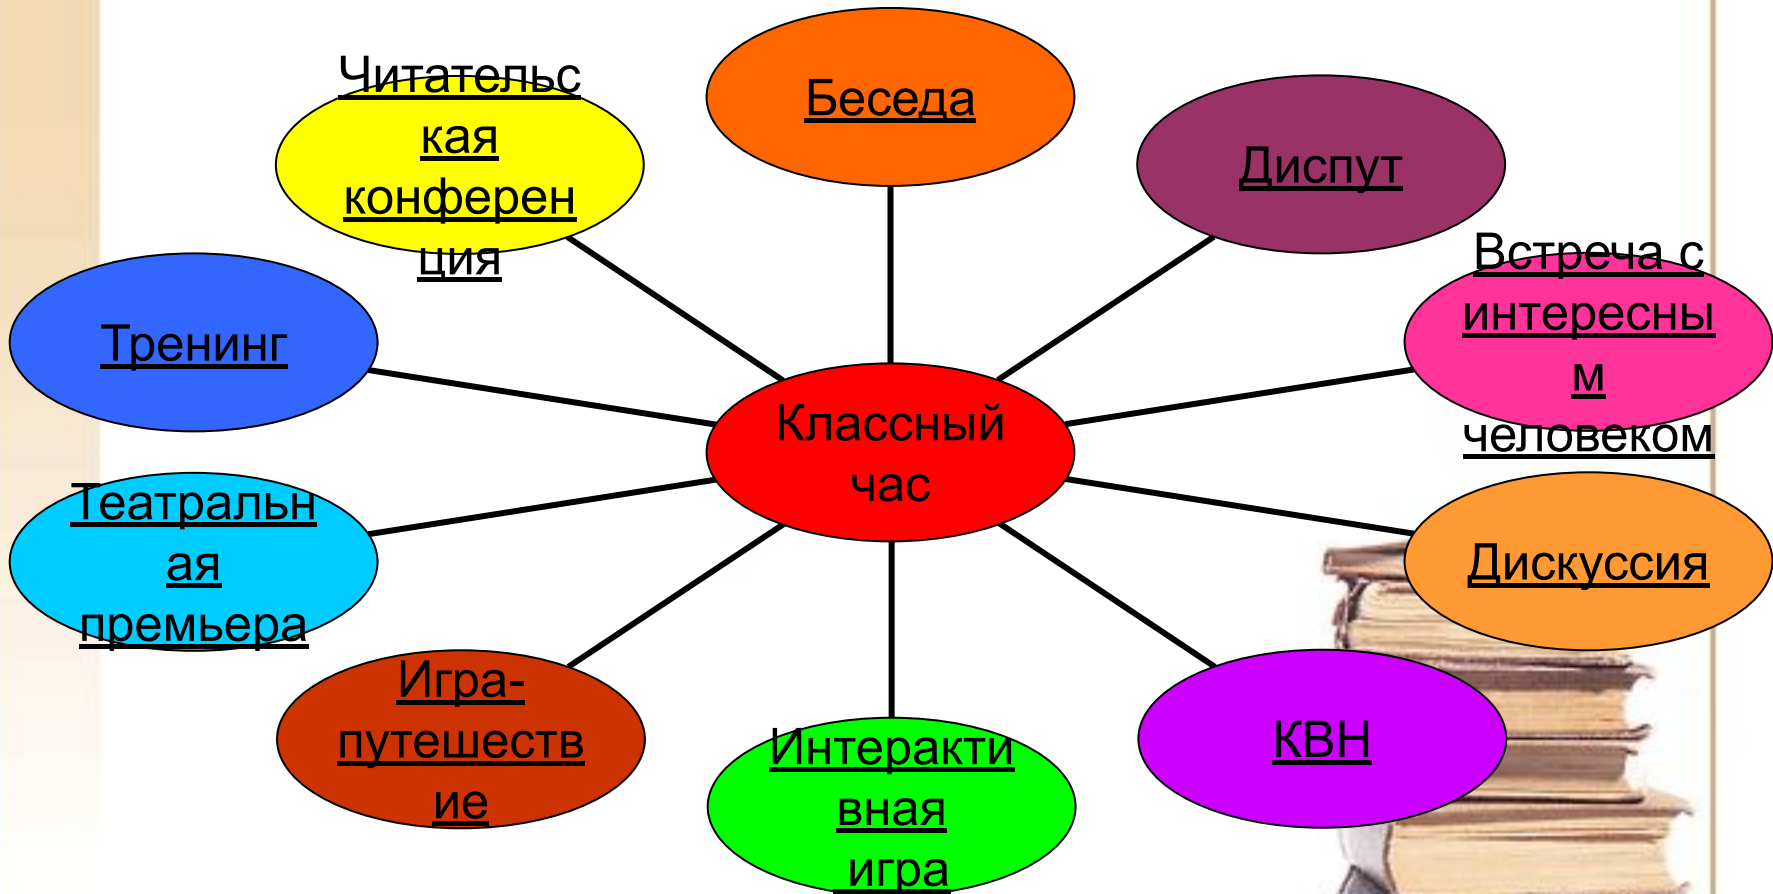 Беседа
Диспут
Встреча с
интересны
м
человеком
Дискуссия
КВН
Интеракти
вная
игра
Игра-
путешеств
ие
Театральн
ая
премьера
Тренинг
Читательс
кая
конферен
ция
Классный
час